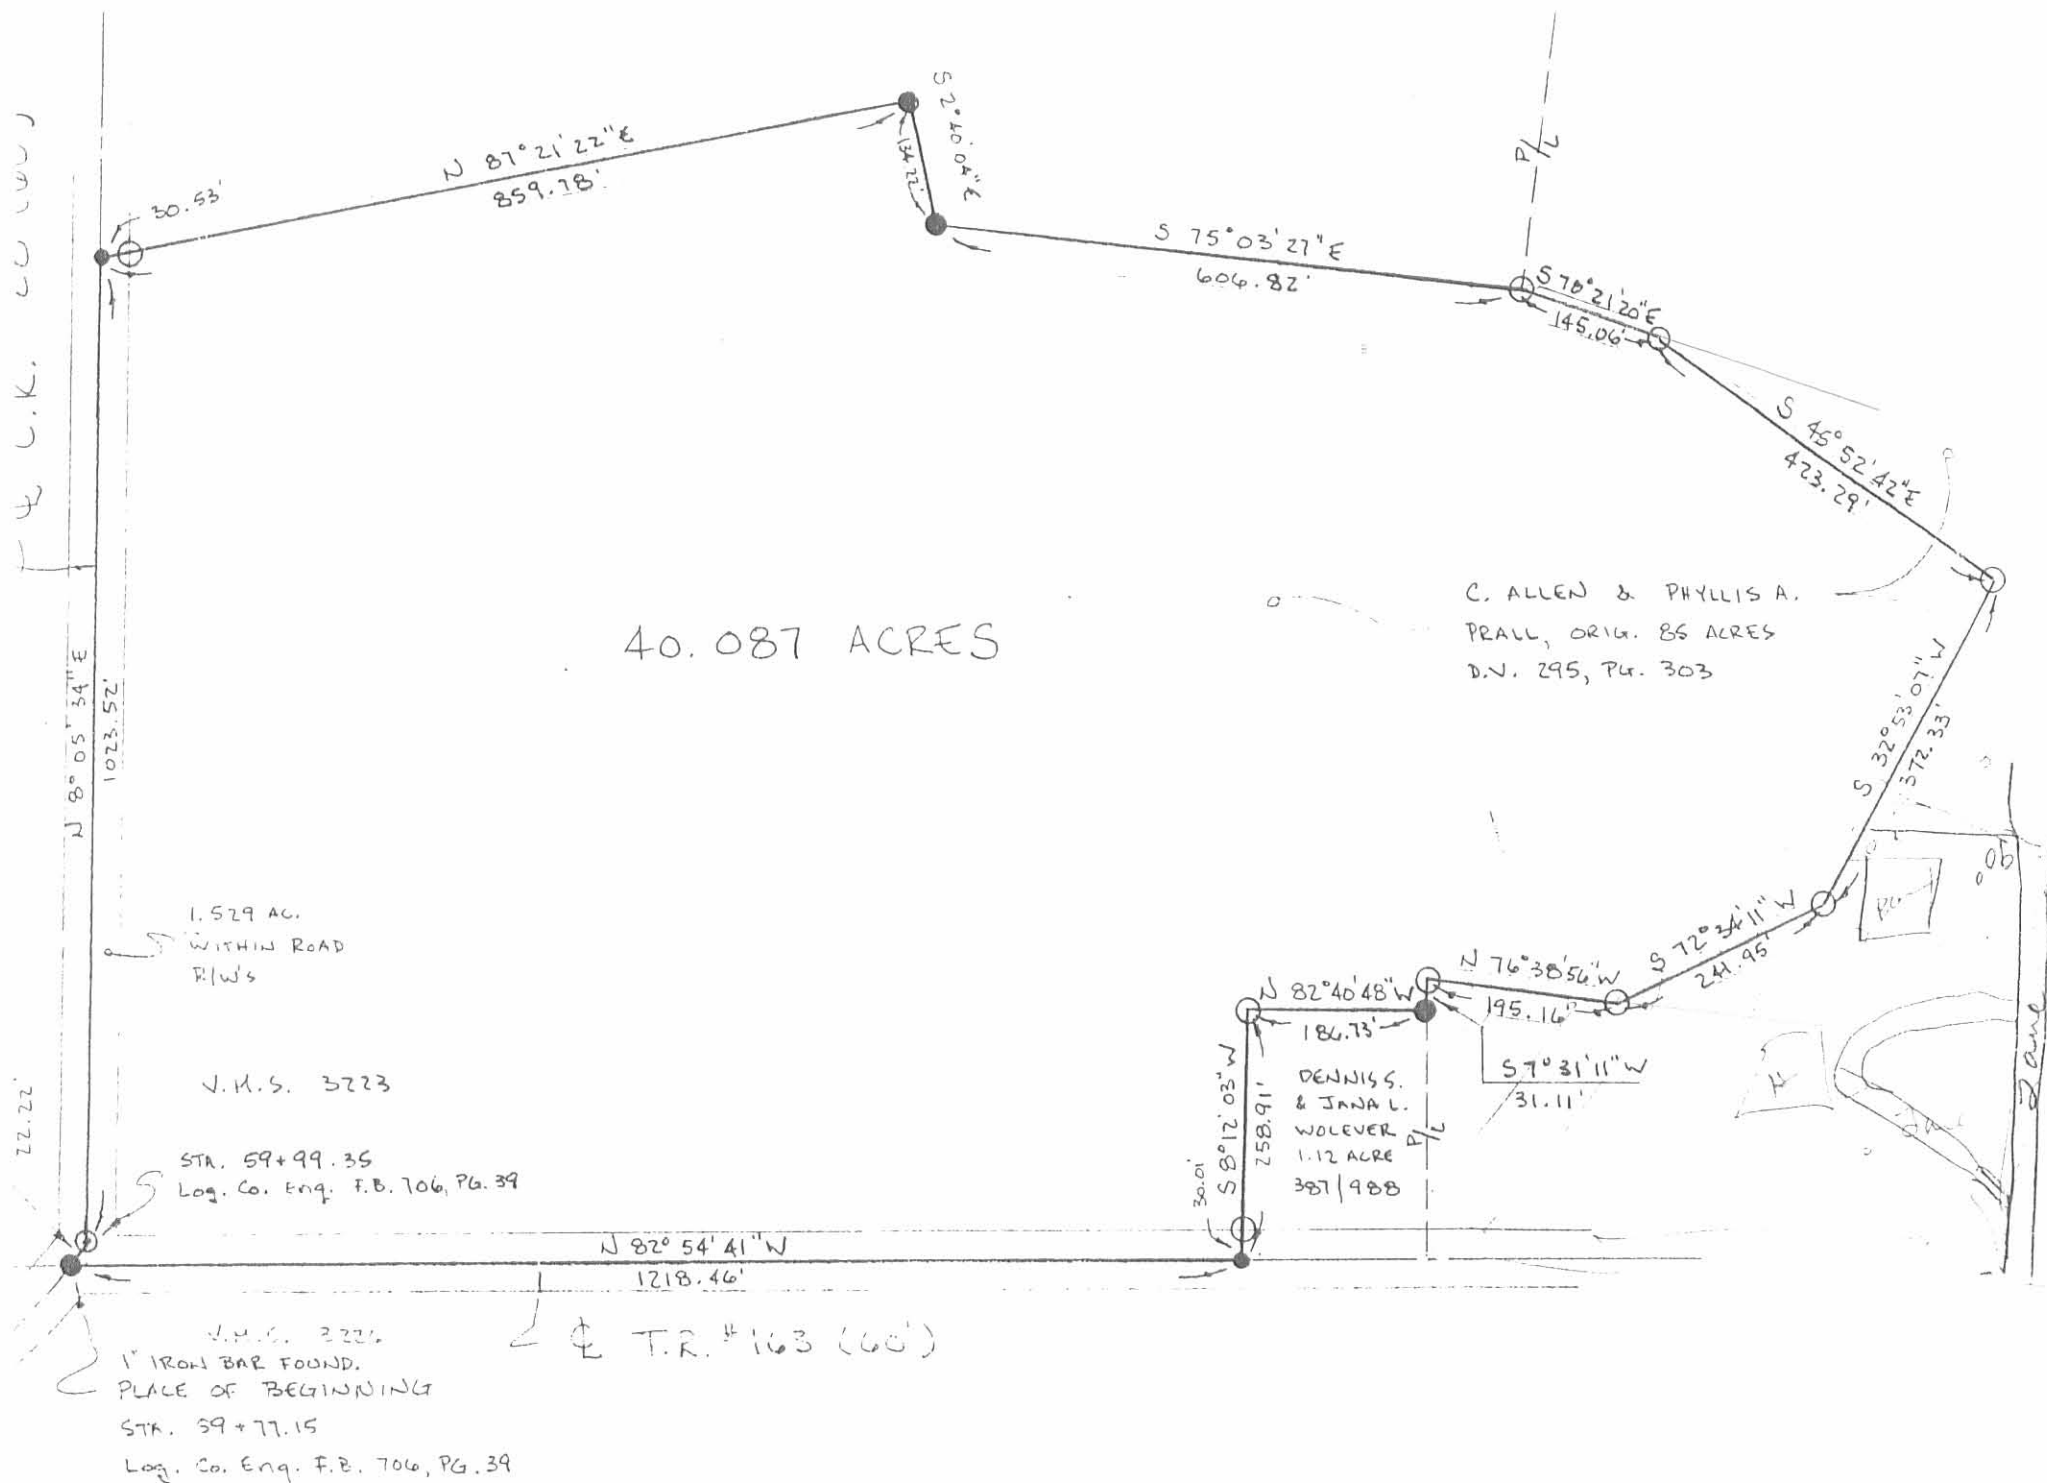 S 2° 40' 04" E
134.22'
N 87° 21' 22" E
859.78'
30.53'
P/L
S 75° 03' 27" E
606.82'
S 70° 21' 20" E
145.06'
S 45° 52' 42" E
423.29'
C. ALLEN & PHYLLIS A.
PRALL, ORIG. 85 ACRES
D.V. 295, PG. 303
40.087 ACRES
N 8° 05' 34" E
1023.52'
S 32° 53' 07" W
372.33'
S 72° 34' 11" W
241.95'
N 76° 38' 56" W
195.16'
N 82° 40' 48" W
186.73'
S 7° 31' 11" W
31.11'
1.529 AC.
WITHIN ROAD
R/W'S
V.M.S. 3223
DENNIS S.
& JANA L.
WOLEVER
1.12 ACRE
387/988
P/L
S 8° 12' 03" W
258.91'
30.01'
Lane
22.22'
STA. 59+99.35
Log. Co. Eng. F.B. 706, PG. 39
N 82° 54' 41" W
1218.46'
℄ T.R. #163 (60')
1" IRON BAR FOUND.
PLACE OF BEGINNING
STA. 59+77.15
Log. Co. Eng. F.B. 706, PG. 39